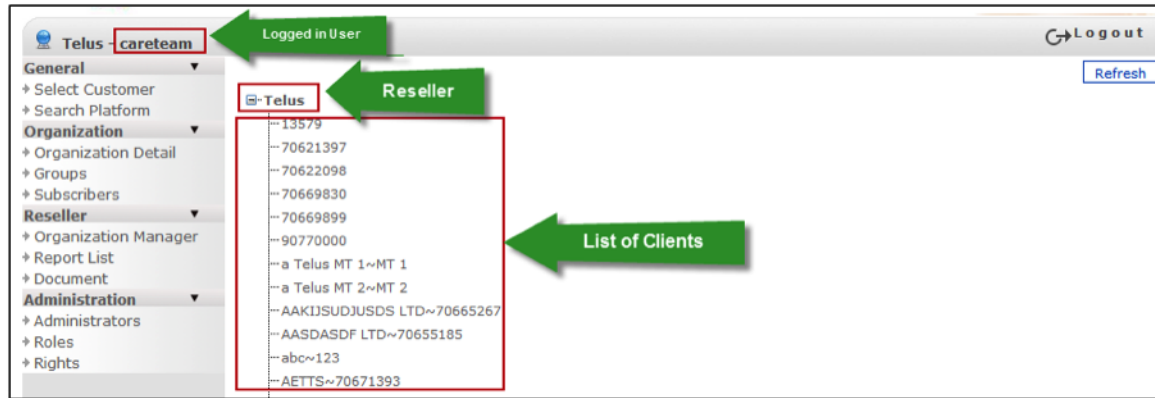 Telus - careteam
Logged in User
Logout
General
Select Customer
Search Platform
Organization
Organization Detail
Groups
Subscribers
Reseller
Organization Manager
Report List
Document
Administration
Administrators
Roles
Rights
Refresh
Telus
Reseller
13579
70621397
70622098
70669830
70669899
90770000
a Telus MT 1~MT 1
a Telus MT 2~MT 2
AAKIJSUDJUSDS LTD~70665267
AASDASDF LTD~70655185
abc~123
AETTS~70671393
List of Clients